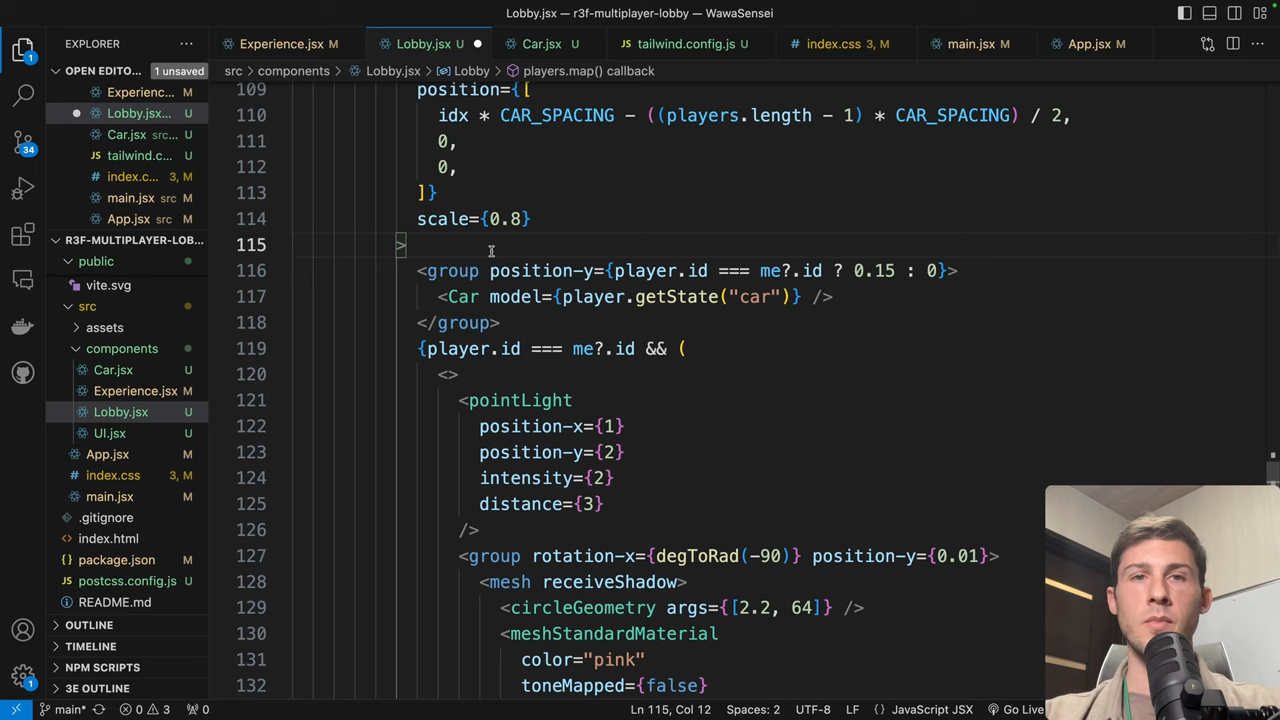 Lobby.jsx — r3f-multiplayer-lobby — WawaSensei
EXPLORER
Experience.jsx M
Lobby.jsx U
Car.jsx U
tailwind.config.js U
index.css 3, M
main.jsx M
App.jsx M
OPEN EDITO... 1 unsaved
src > components > Lobby.jsx > Lobby > players.map() callback
Experienc... M
Lobby.jsx... U
Car.jsx src... U
tailwind.c... U
index.c... 3, M
main.jsx M
App.jsx M
R3F-MULTIPLAYER-LOB...
public
vite.svg
src
assets
components
Car.jsx U
Experience.jsx M
Lobby.jsx U
UI.jsx U
App.jsx M
index.css 3, M
main.jsx M
.gitignore
index.html
package.json M
postcss.config.js U
README.md
OUTLINE
TIMELINE
NPM SCRIPTS
3E OUTLINE
1
34
1
109 position={[
110 idx * CAR_SPACING - ((players.length - 1) * CAR_SPACING) / 2,
111 0,
112 0,
113 ]}
114 scale={0.8}
115 >
116 <group position-y={player.id === me?.id ? 0.15 : 0}>
117 <Car model={player.getState("car")} />
118 </group>
119 {player.id === me?.id && (
120 <>
121 <pointLight
122 position-x={1}
123 position-y={2}
124 intensity={2}
125 distance={3}
126 />
127 <group rotation-x={degToRad(-90)} position-y={0.01}>
128 <mesh receiveShadow>
129 <circleGeometry args={[2.2, 64]} />
130 <meshStandardMaterial
131 color="pink"
132 toneMapped={false}
main* 0 3 0 Ln 115, Col 12 Spaces: 2 UTF-8 LF {} JavaScript JSX Go Live